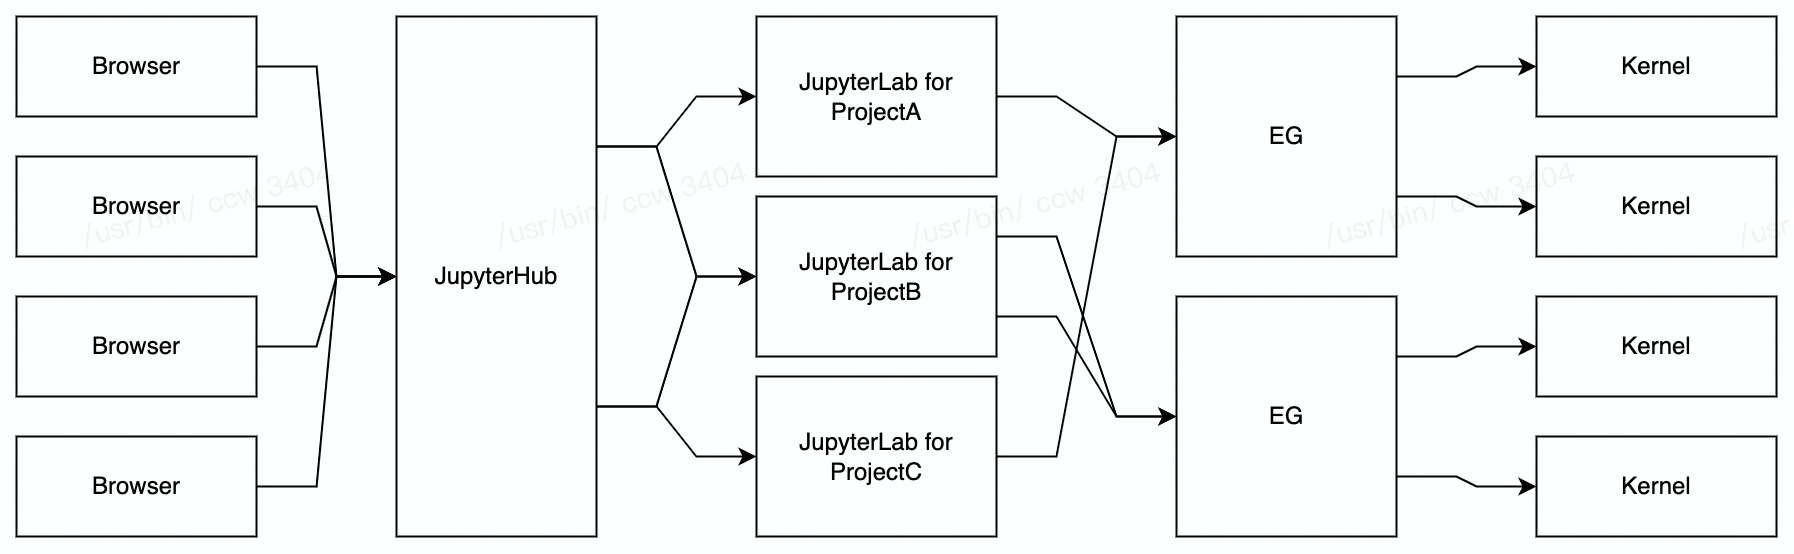 Browser
Browser
Browser
Browser
JupyterHub
JupyterLab for
ProjectA
JupyterLab for
ProjectB
JupyterLab for
ProjectC
EG
EG
Kernel
Kernel
Kernel
Kernel
/usr/bin/ ccw 3404
/usr/bin/ ccw 3404
/usr/bin/ ccw 3404
/usr/bin/ ccw 3404
/usr